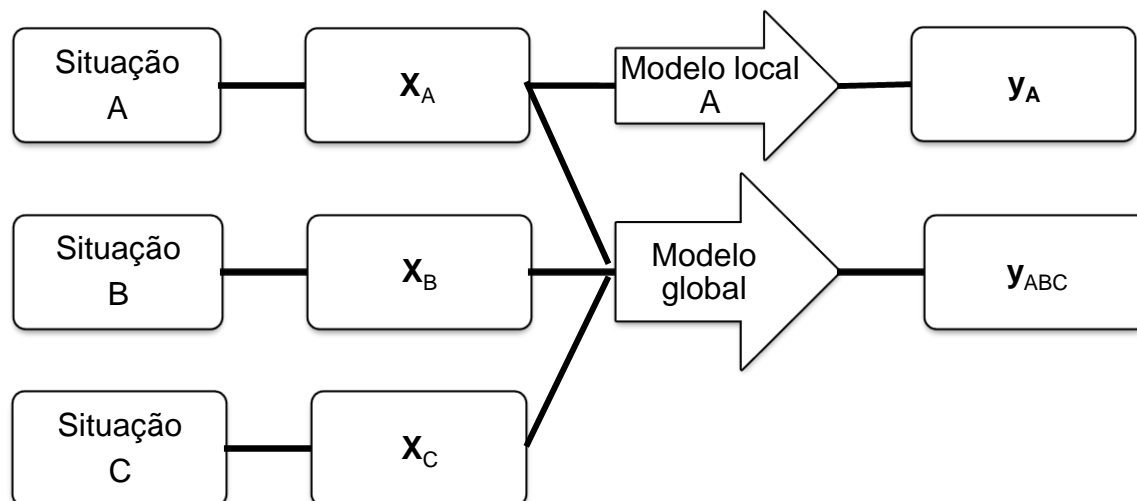 Situação
A
X_A
Modelo local
A
y_A
Situação
B
X_B
Modelo
global
y_ABC
Situação
C
X_C